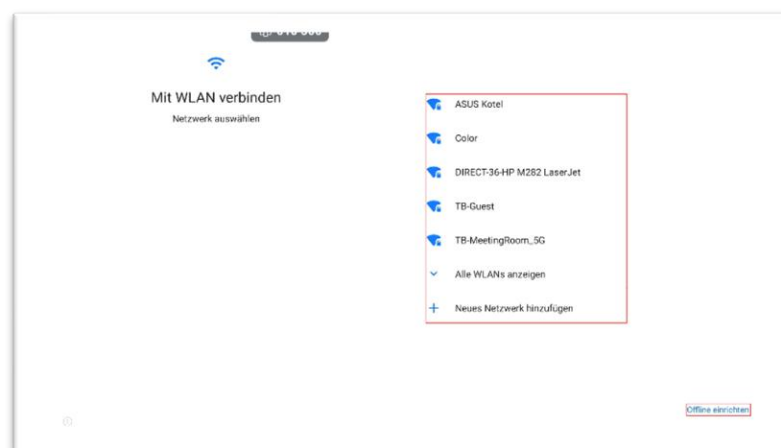 Mit WLAN verbinden
Netzwerk auswählen
ASUS Kotel
Color
DIRECT-36-HP M282 LaserJet
TB-Guest
TB-MeetingRoom_5G
Alle WLANs anzeigen
Neues Netzwerk hinzufügen
Offline einrichten